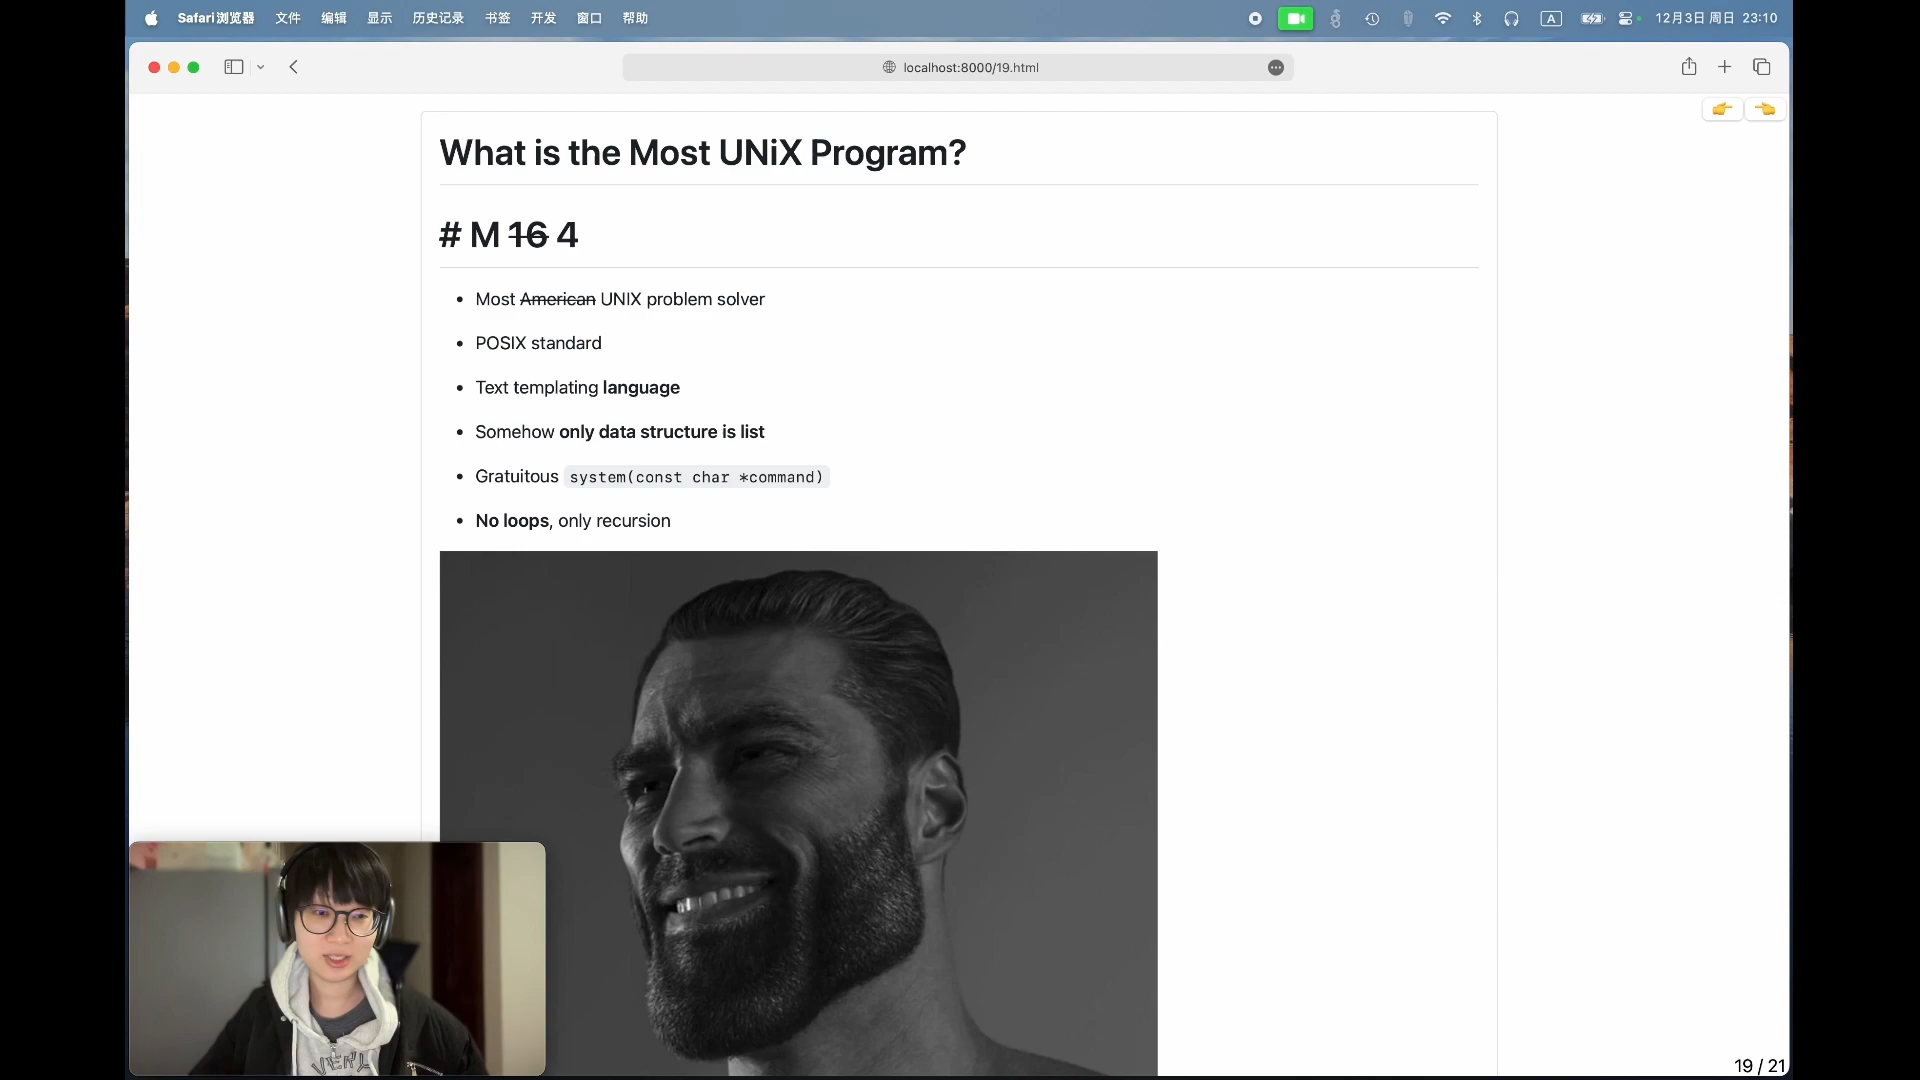 Safari浏览器 文件 编辑 显示 历史记录 书签 开发 窗口 帮助 A 12月3日 周日 23:10
localhost:8000/19.html
What is the Most UNiX Program?
# M 16 4
• Most American UNIX problem solver
• POSIX standard
• Text templating language
• Somehow only data structure is list
• Gratuitous system(const char *command)
• No loops, only recursion
VERY
19 / 21